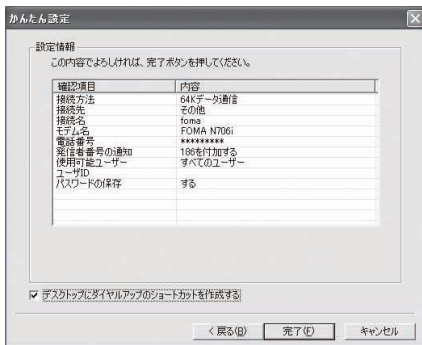 かんたん設定
設定情報
この内容でよろしければ、完了ボタンを押してください。
確認項目 内容
接続方法 64Kデータ通信
接続先 その他
接続名 foma
モデム名 FOMA N706i
電話番号 *********
発信者番号の通知 186を付加する
使用可能ユーザー すべてのユーザー
ユーザID
パスワードの保存 する
デスクトップにダイヤルアップのショートカットを作成する
< 戻る(B) 完了(F) キャンセル